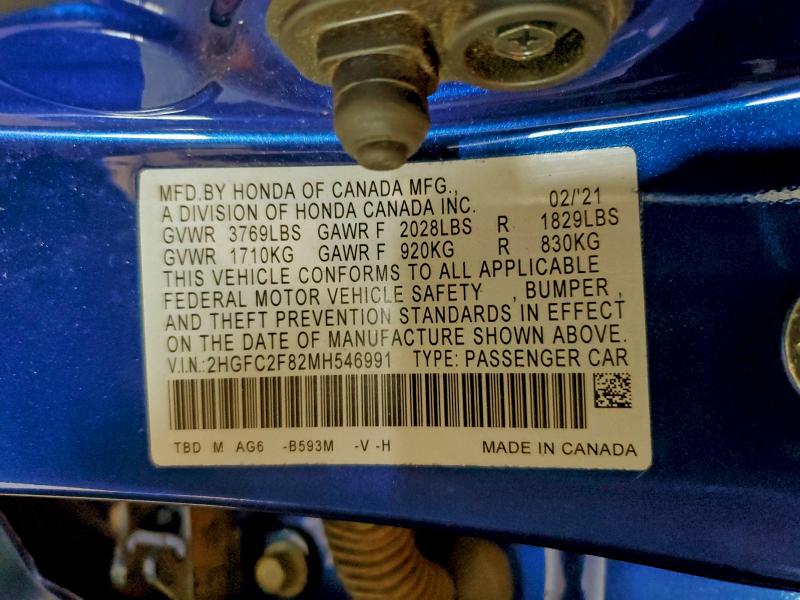 MFD.BY HONDA OF CANADA MFG.,
A DIVISION OF HONDA CANADA INC. 02/'21
GVWR 3769LBS GAWR F 2028LBS R 1829LBS
GVWR 1710KG GAWR F 920KG R 830KG
THIS VEHICLE CONFORMS TO ALL APPLICABLE
FEDERAL MOTOR VEHICLE SAFETY , BUMPER ,
AND THEFT PREVENTION STANDARDS IN EFFECT
ON THE DATE OF MANUFACTURE SHOWN ABOVE.
V.I.N.:2HGFC2F82MH546991 TYPE: PASSENGER CAR
TBD M AG6 -B593M -V -H MADE IN CANADA